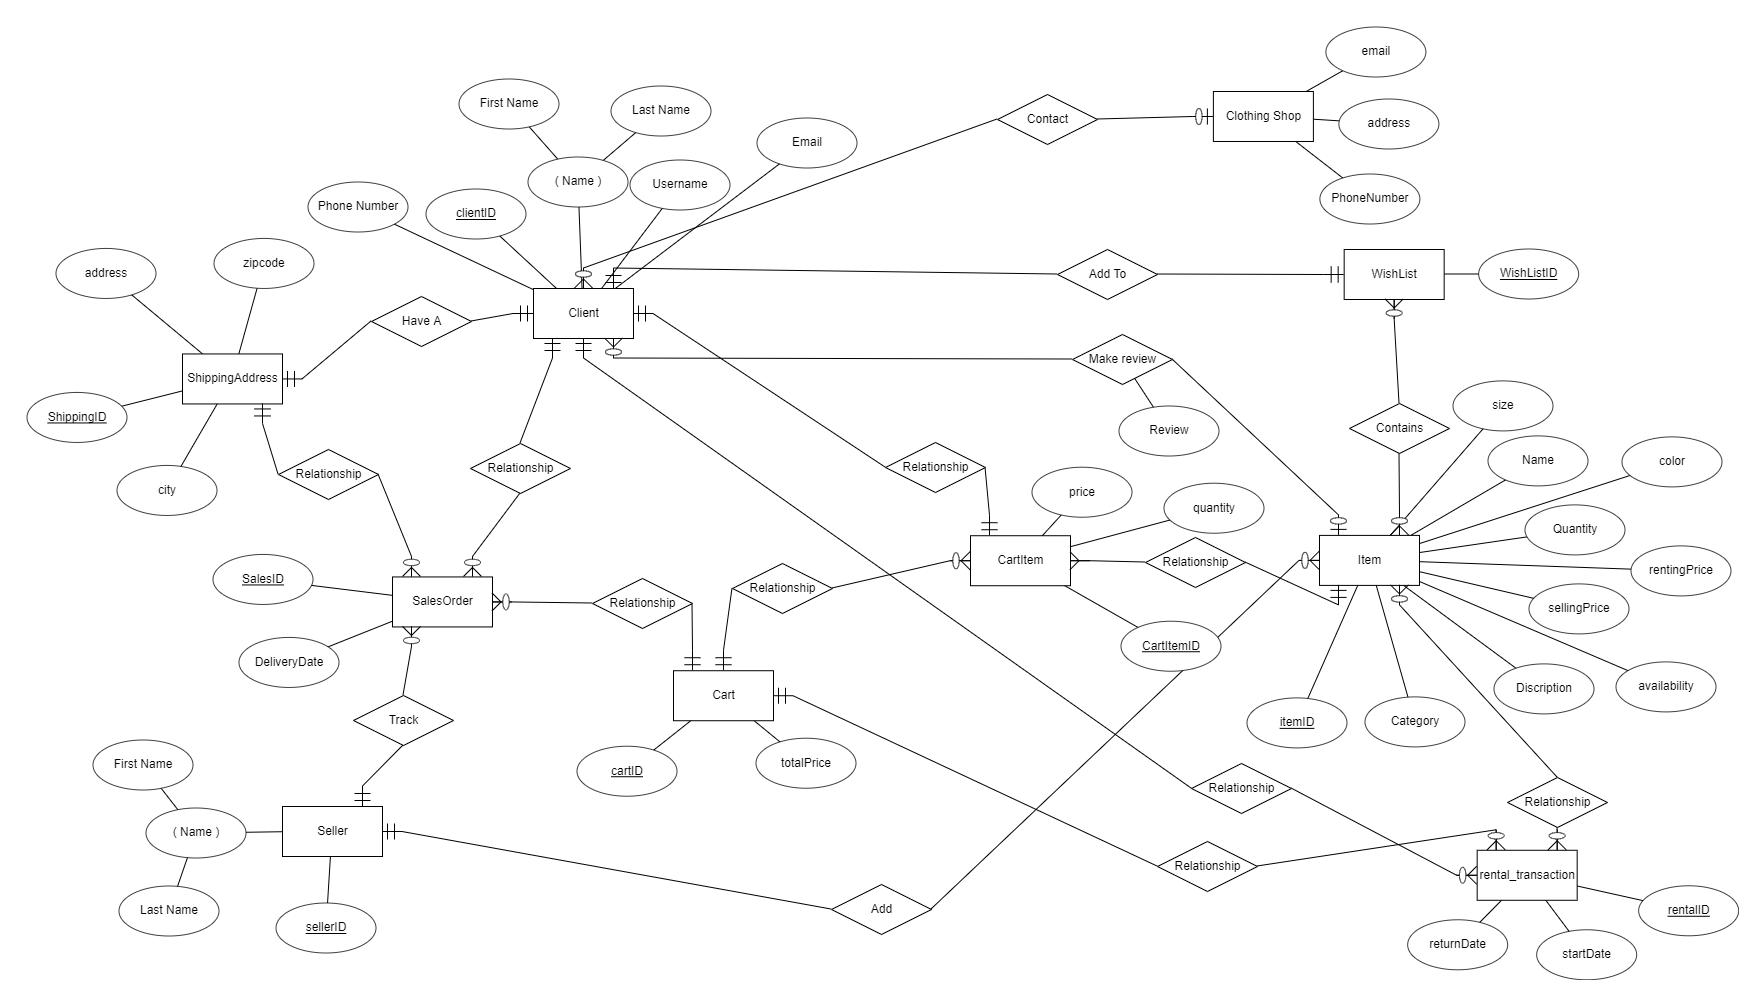 email
Clothing Shop
address
PhoneNumber
Contact
First Name
Last Name
Email
( Name )
Username
Phone Number
clientID
address
zipcode
Add To
WishList
WishListID
Have A
Client
ShippingAddress
Make review
Review
ShippingID
city
Contains
size
Name
color
Relationship
Relationship
Relationship
price
quantity
Quantity
CartItem
Relationship
Item
rentingPrice
SalesID
SalesOrder
Relationship
Relationship
sellingPrice
CartItemID
DeliveryDate
Discription
availability
Cart
Track
itemID
Category
cartID
totalPrice
First Name
Relationship
Relationship
( Name )
Seller
Relationship
rental_transaction
Last Name
sellerID
Add
rentalID
returnDate
startDate